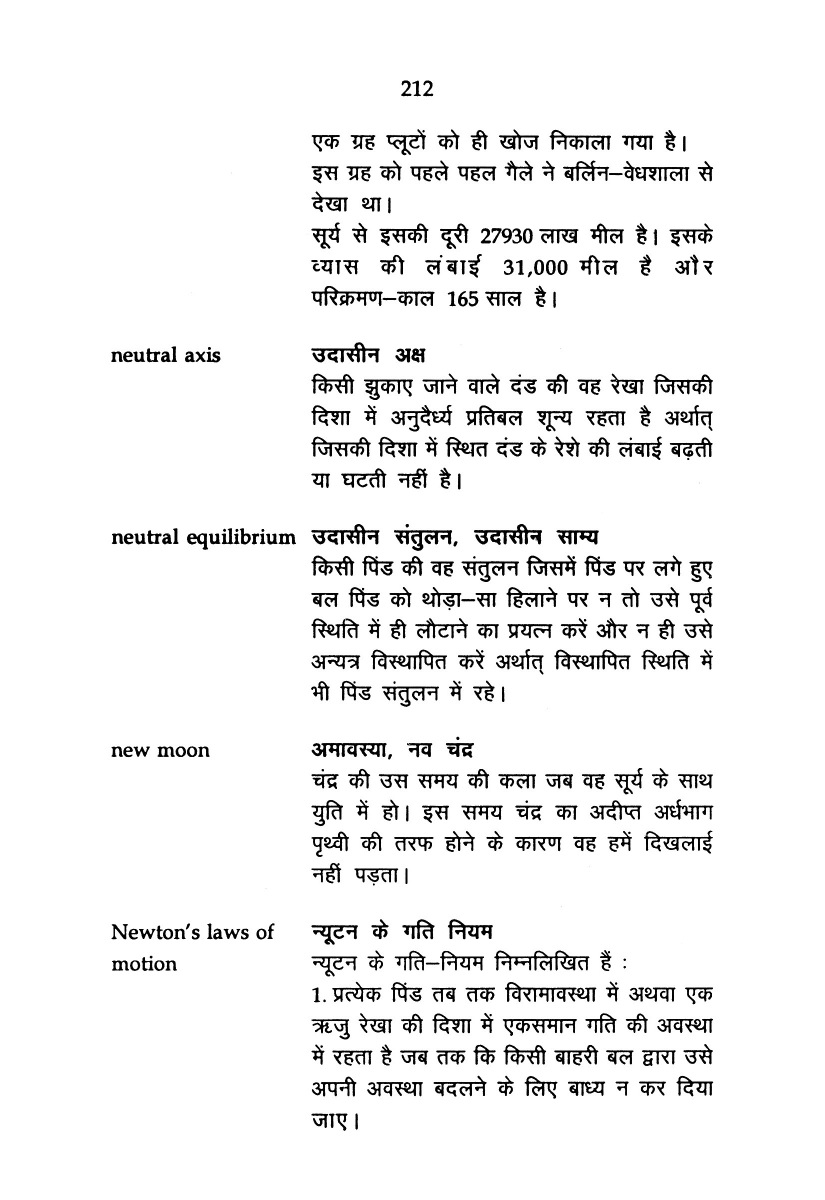 212
एक ग्रह प्लूटों को ही खोज निकाला गया है।
इस ग्रह को पहले पहल गैले ने बर्लिन–वेधशाला से
देखा था।
सूर्य से इसकी दूरी 27930 लाख मील है। इसके
व्यास की लंबाई 31,000 मील है और
परिक्रमण–काल 165 साल है।
neutral axis उदासीन अक्ष
किसी झुकाए जाने वाले दंड की वह रेखा जिसकी
दिशा में अनुदैर्ध्य प्रतिबल शून्य रहता है अर्थात्
जिसकी दिशा में स्थित दंड के रेशे की लंबाई बढ़ती
या घटती नहीं है।
neutral equilibrium उदासीन संतुलन, उदासीन साम्य
किसी पिंड की वह संतुलन जिसमें पिंड पर लगे हुए
बल पिंड को थोड़ा–सा हिलाने पर न तो उसे पूर्व
स्थिति में ही लौटाने का प्रयत्न करें और न ही उसे
अन्यत्र विस्थापित करें अर्थात् विस्थापित स्थिति में
भी पिंड संतुलन में रहे।
new moon अमावस्या, नव चंद्र
चंद्र की उस समय की कला जब वह सूर्य के साथ
युति में हो। इस समय चंद्र का अदीप्त अर्धभाग
पृथ्वी की तरफ होने के कारण वह हमें दिखलाई
नहीं पड़ता।
Newton's laws of न्यूटन के गति नियम
motion न्यूटन के गति–नियम निम्नलिखित हैं :
1. प्रत्येक पिंड तब तक विरामावस्था में अथवा एक
ऋजु रेखा की दिशा में एकसमान गति की अवस्था
में रहता है जब तक कि किसी बाहरी बल द्वारा उसे
अपनी अवस्था बदलने के लिए बाध्य न कर दिया
जाए।